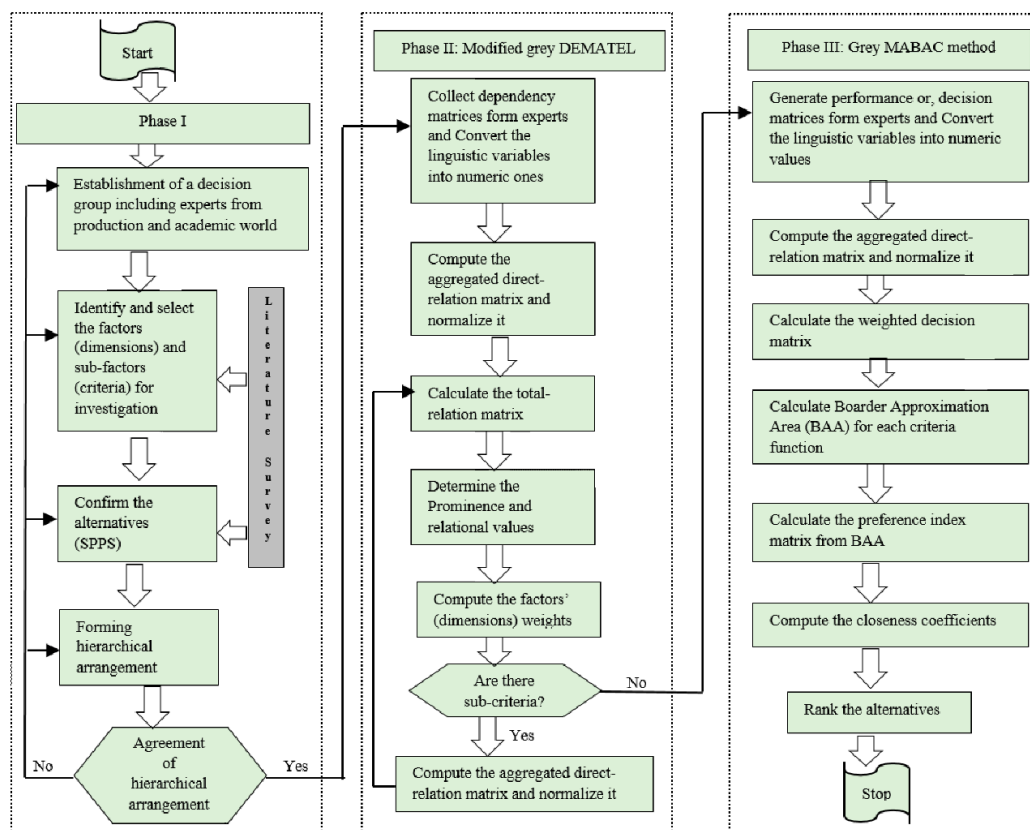 Start
Phase I
Establishment of a decision
group including experts from
production and academic world
Identify and select
the factors
(dimensions) and
sub-factors
(criteria) for
investigation
Literature Survey
Confirm the
alternatives
(SPPS)
Forming
hierarchical
arrangement
Agreement
of
hierarchical
arrangement
No
Yes
Phase II: Modified grey DEMATEL
Collect dependency
matrices form experts
and Convert the
linguistic variables
into numeric ones
Compute the
aggregated direct-
relation matrix and
normalize it
Calculate the total-
relation matrix
Determine the
Prominence and
relational values
Compute the factors’
(dimensions) weights
Are there
sub-criteria?
No
Yes
Compute the aggregated direct-
relation matrix and normalize it
Phase III: Grey MABAC method
Generate performance or, decision
matrices form experts and Convert
the linguistic variables into numeric
values
Compute the aggregated direct-
relation matrix and normalize it
Calculate the weighted decision
matrix
Calculate Boarder Approximation
Area (BAA) for each criteria
function
Calculate the preference index
matrix from BAA
Compute the closeness coefficients
Rank the alternatives
Stop